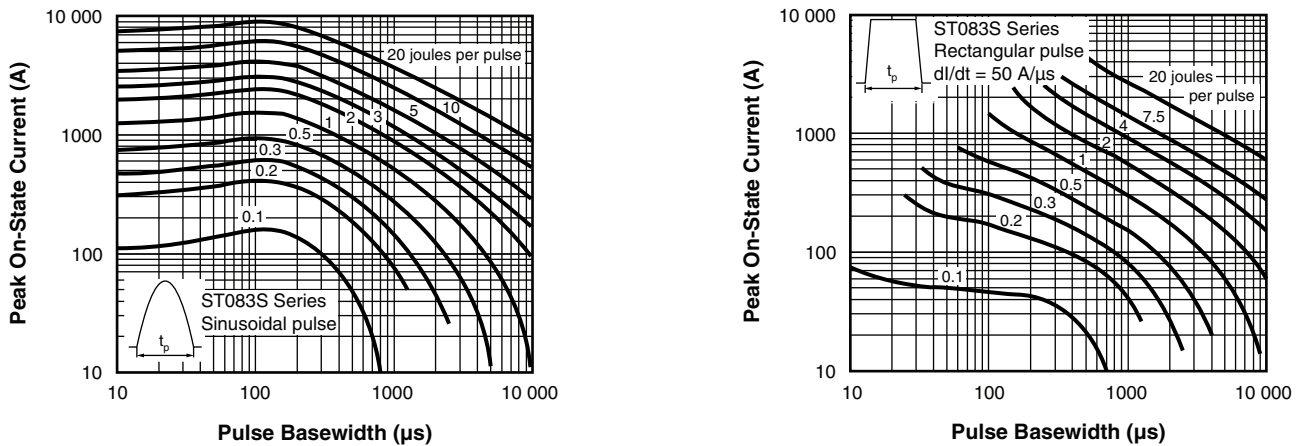 Peak On-State Current (A)
10 000
1000
100
10
20 joules per pulse
10
5
3
2
1
0.5
0.3
0.2
0.1
tp
ST083S Series
Sinusoidal pulse
10
100
1000
10 000
Pulse Basewidth (µs)
Peak On-State Current (A)
10 000
1000
100
10
tp
ST083S Series
Rectangular pulse
dI/dt = 50 A/µs
20 joules
per pulse
7.5
4
2
1
0.5
0.3
0.2
0.1
10
100
1000
10 000
Pulse Basewidth (µs)